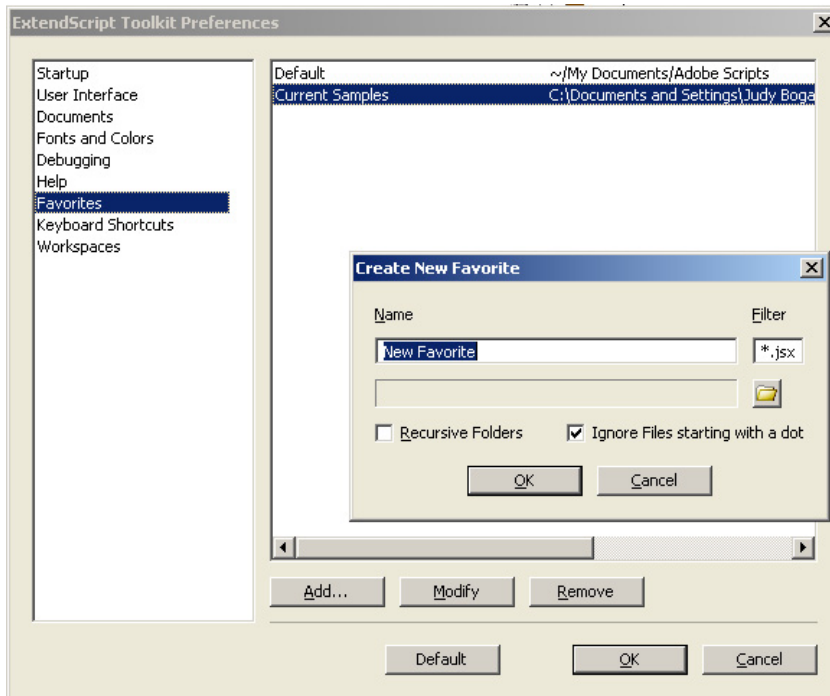 ExtendScript Toolkit Preferences
Startup
User Interface
Documents
Fonts and Colors
Debugging
Help
Favorites
Keyboard Shortcuts
Workspaces
Default ~/My Documents/Adobe Scripts
Current Samples C:\Documents and Settings\Judy Boga
Create New Favorite
Name Filter
New Favorite *.jsx
Recursive Folders Ignore Files starting with a dot
OK Cancel
Add... Modify Remove
Default OK Cancel